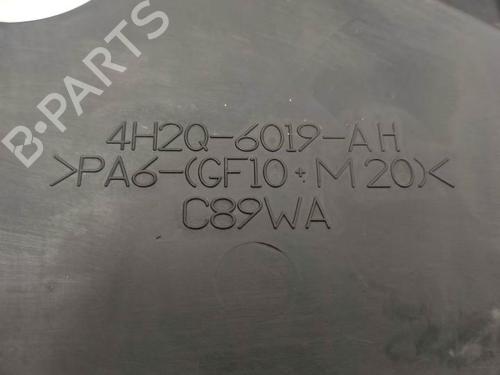 B-PARTS
4H2Q-6019-AH
>PA6-(GF10+M20)<
C89WA